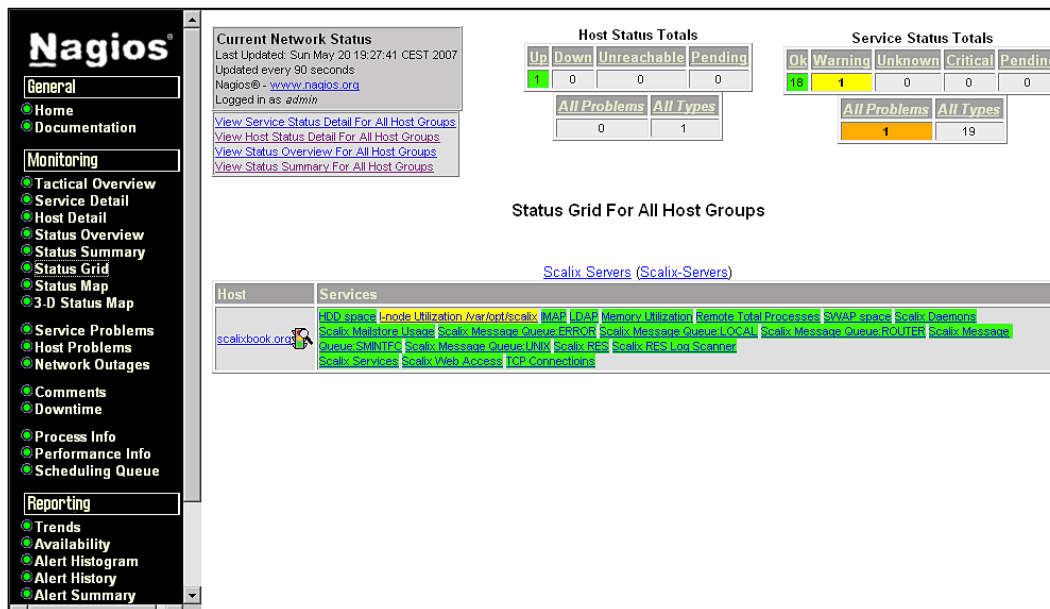 Nagios®
General
Home
Documentation
Monitoring
Tactical Overview
Service Detail
Host Detail
Status Overview
Status Summary
Status Grid
Status Map
3-D Status Map
Service Problems
Host Problems
Network Outages
Comments
Downtime
Process Info
Performance Info
Scheduling Queue
Reporting
Trends
Availability
Alert Histogram
Alert History
Alert Summary
Current Network Status
Last Updated: Sun May 20 19:27:41 CEST 2007
Updated every 90 seconds
Nagios® - www.nagios.org
Logged in as admin
View Service Status Detail For All Host Groups
View Host Status Detail For All Host Groups
View Status Overview For All Host Groups
View Status Summary For All Host Groups
Host Status Totals
Up Down Unreachable Pending
1 0 0 0
All Problems All Types
0 1
Service Status Totals
Ok Warning Unknown Critical Pending
18 1 0 0 0
All Problems All Types
1 19
Status Grid For All Host Groups
Scalix Servers (Scalix-Servers)
Host Services
scalixbook.org
HDD space I-node Utilization /var/opt/scalix IMAP LDAP Memory Utilization Remote Total Processes SWAP space Scalix Daemons
Scalix Mailstore Usage Scalix Message Queue:ERROR Scalix Message Queue:LOCAL Scalix Message Queue:ROUTER Scalix Message
Queue:SMINTFC Scalix Message Queue:UNIX Scalix RES Scalix RES Log Scanner
Scalix Services Scalix Web Access TCP Connectioins